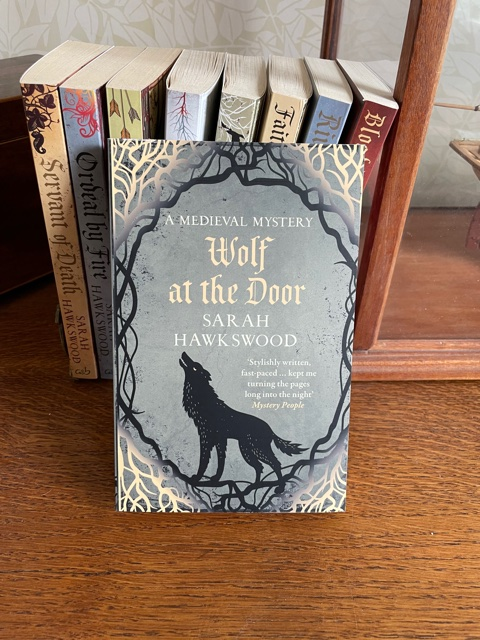 Servant of Death
SARAH
HAWKSWOOD
Ordeal by Fire
SARAH
HAWKSWOOD
A MEDIEVAL MYSTERY
Wolf
at the Door
SARAH
HAWKSWOOD
'Stylishly written,
fast-paced ... kept me
turning the pages
long into the night'
Mystery People